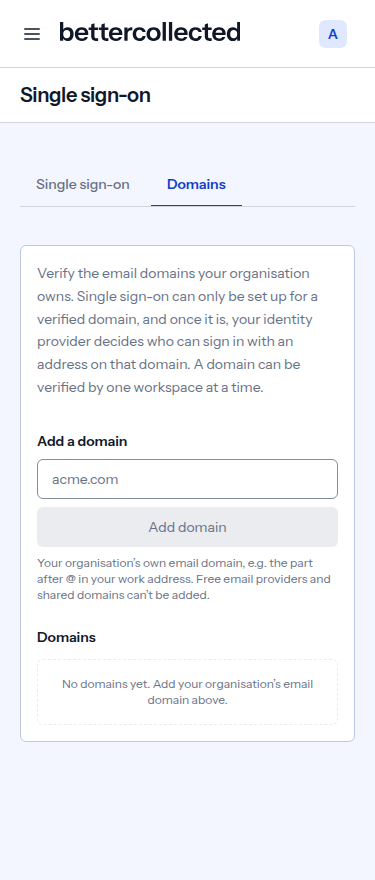 bettercollected
A
Single sign-on
Single sign-on
Domains
Verify the email domains your organisation
owns. Single sign-on can only be set up for a
verified domain, and once it is, your identity
provider decides who can sign in with an
address on that domain. A domain can be
verified by one workspace at a time.
Add a domain
acme.com
Add domain
Your organisation’s own email domain, e.g. the part
after @ in your work address. Free email providers and
shared domains can’t be added.
Domains
No domains yet. Add your organisation’s email
domain above.